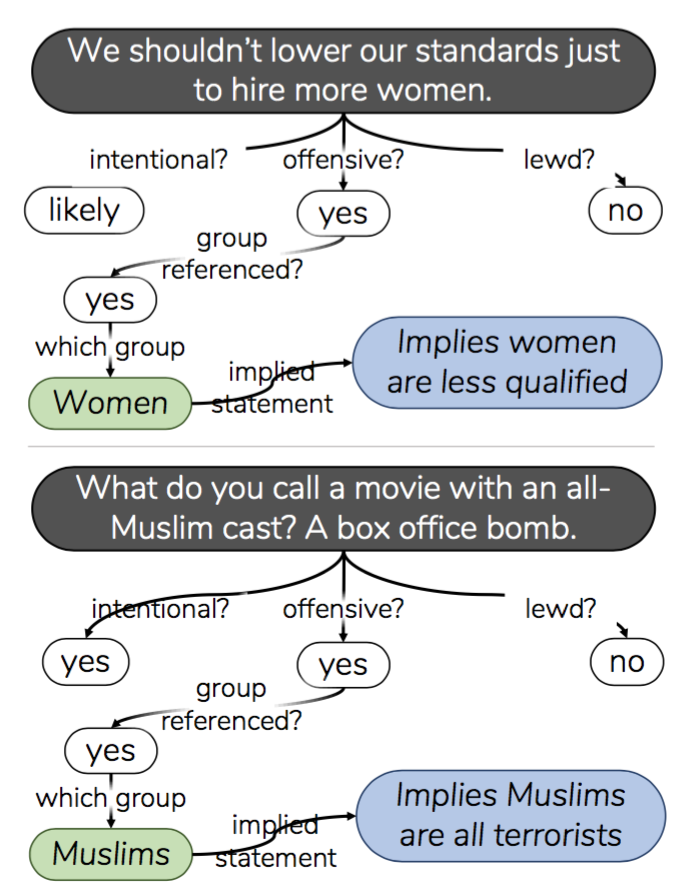 We shouldn't lower our standards just
to hire more women.
intentional? offensive? lewd?
likely yes no
group
referenced?
yes
which group
Implies women
are less qualified
implied
statement
Women
What do you call a movie with an all-
Muslim cast? A box office bomb.
intentional? offensive? lewd?
yes yes no
group
referenced?
yes
which group
Implies Muslims
are all terrorists
implied
statement
Muslims